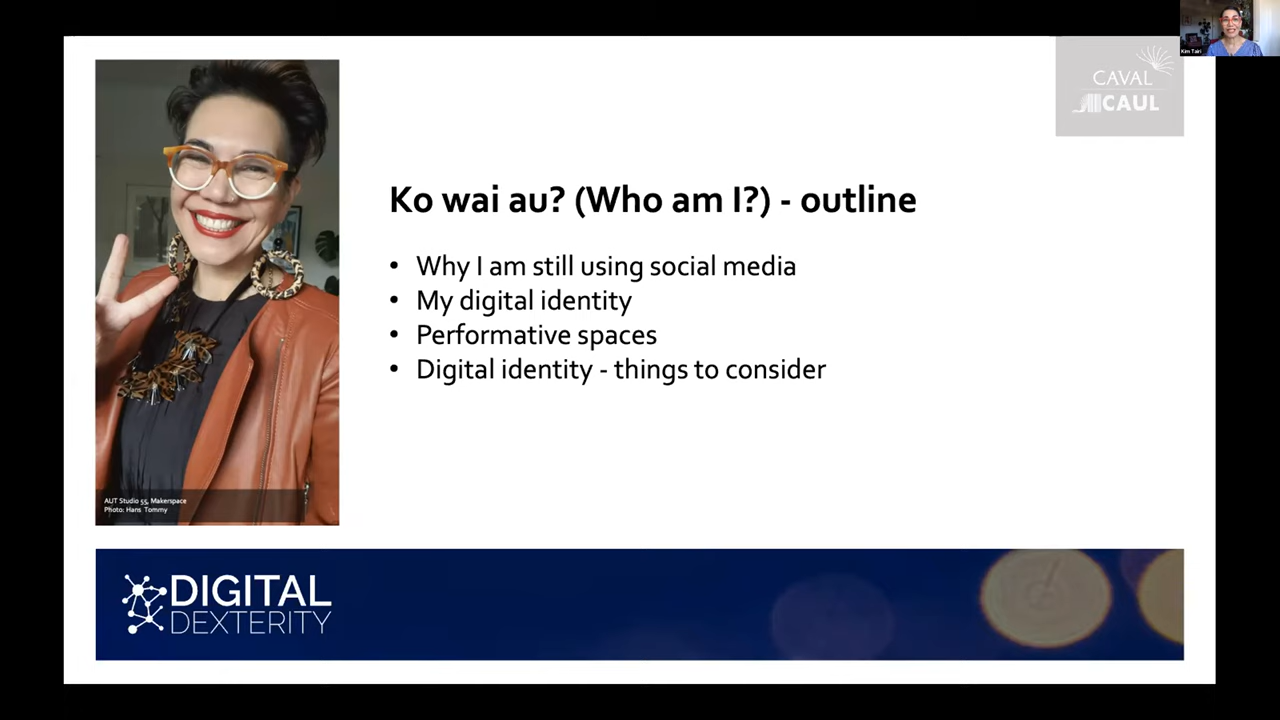 Kim Tairi
CAVAL
CAUL
Ko wai au? (Who am I?) - outline
• Why I am still using social media
• My digital identity
• Performative spaces
• Digital identity - things to consider
AUT Studio 55, Makerspace
Photo: Hans Tommy
DIGITAL
DEXTERITY